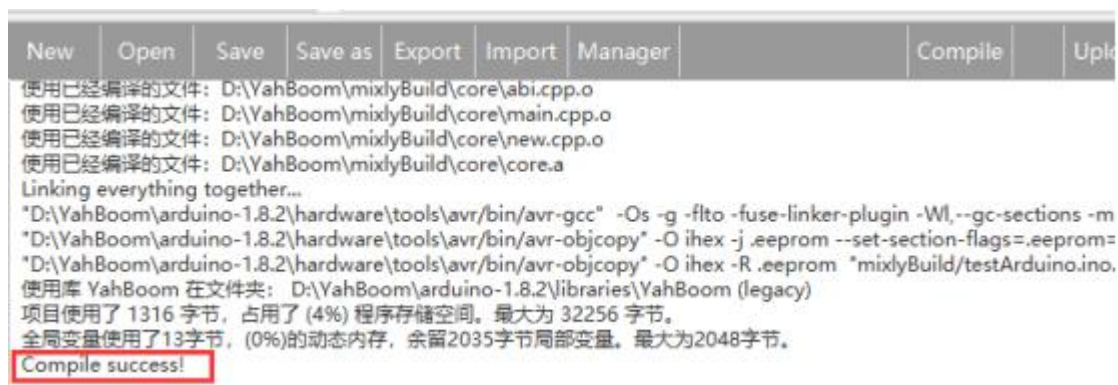 New Open Save Save as Export Import Manager Compile Uplo
使用已经编译的文件: D:\YahBoom\mixlyBuild\core\abi.cpp.o
使用已经编译的文件: D:\YahBoom\mixlyBuild\core\main.cpp.o
使用已经编译的文件: D:\YahBoom\mixlyBuild\core\new.cpp.o
使用已经编译的文件: D:\YahBoom\mixlyBuild\core\core.a
Linking everything together...
"D:\YahBoom\arduino-1.8.2\hardware\tools\avr/bin/avr-gcc" -Os -g -flto -fuse-linker-plugin -Wl,--gc-sections -m
"D:\YahBoom\arduino-1.8.2\hardware\tools\avr/bin/avr-objcopy" -O ihex -j .eeprom --set-section-flags=.eeprom=
"D:\YahBoom\arduino-1.8.2\hardware\tools\avr/bin/avr-objcopy" -O ihex -R .eeprom "mixlyBuild/testArduino.ino.
使用库 YahBoom 在文件夹: D:\YahBoom\arduino-1.8.2\libraries\YahBoom (legacy)
项目使用了 1316 字节，占用了 (4%) 程序存储空间。最大为 32256 字节。
全局变量使用了13字节，(0%)的动态内存，余留2035字节局部变量。最大为2048字节。
Compile success!